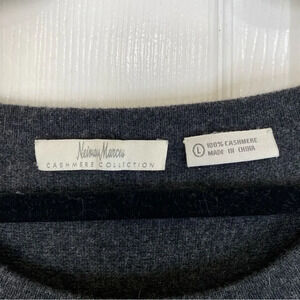 Neiman Marcus
CASHMERE COLLECTION
L 100% CASHMERE
MADE IN CHINA